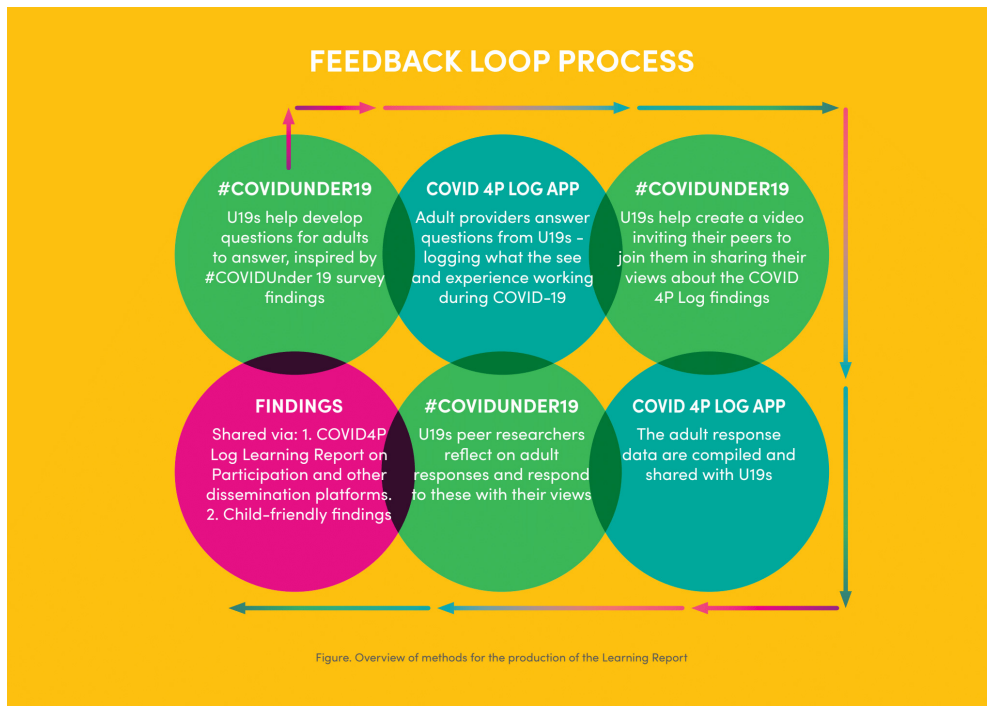 FEEDBACK LOOP PROCESS
#COVIDUNDER19
U19s help develop
questions for adults
to answer, inspired by
#COVIDUnder 19 survey
findings
COVID 4P LOG APP
Adult providers answer
questions from U19s -
logging what the see
and experience working
during COVID-19
#COVIDUNDER19
U19s help create a video
inviting their peers to
join them in sharing their
views about the COVID
4P Log findings
FINDINGS
Shared via: 1. COVID4P
Log Learning Report on
Participation and other
dissemination platforms.
2. Child-friendly findings
#COVIDUNDER19
U19s peer researchers
reflect on adult
responses and respond
to these with their views
COVID 4P LOG APP
The adult response
data are compiled and
shared with U19s
Figure. Overview of methods for the production of the Learning Report